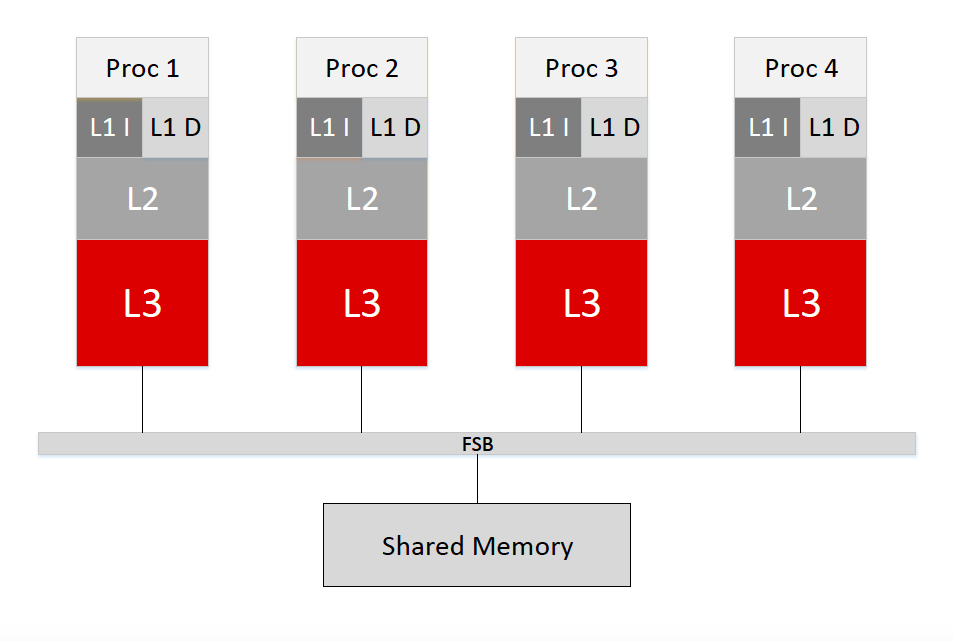 Proc 1
Proc 2
Proc 3
Proc 4
L1 I
L1 D
L1 I
L1 D
L1 I
L1 D
L1 I
L1 D
L2
L2
L2
L2
L3
L3
L3
L3
FSB
Shared Memory